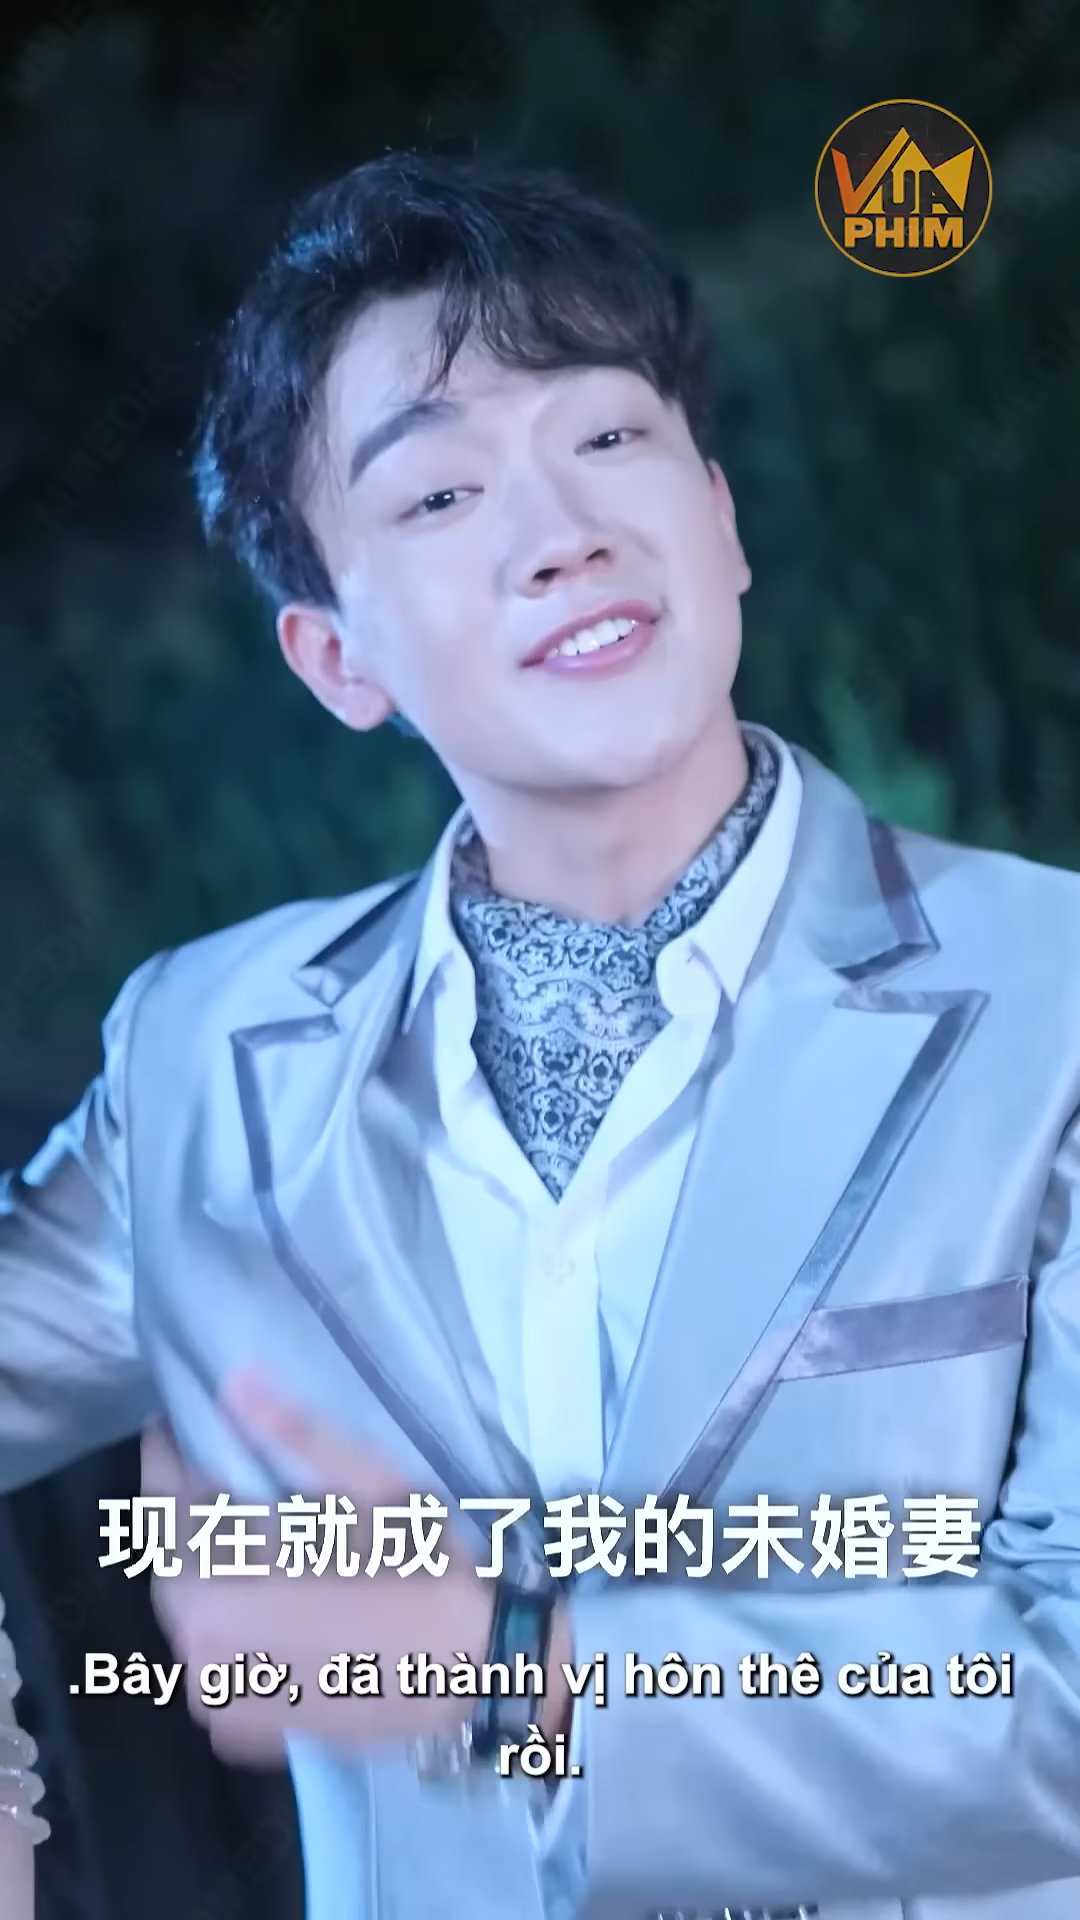 VUA
PHIM
现在就成了我的未婚妻
.Bây giờ, đã thành vị hôn thê của tôi
rồi.